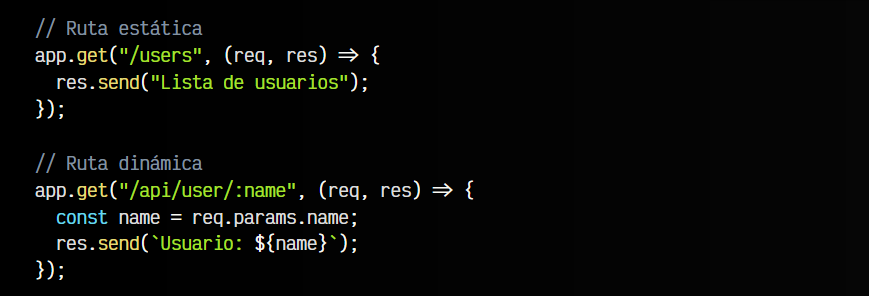 // Ruta estática
app.get("/users", (req, res) => {
  res.send("Lista de usuarios");
});

// Ruta dinámica
app.get("/api/user/:name", (req, res) => {
  const name = req.params.name;
  res.send(`Usuario: ${name}`);
});